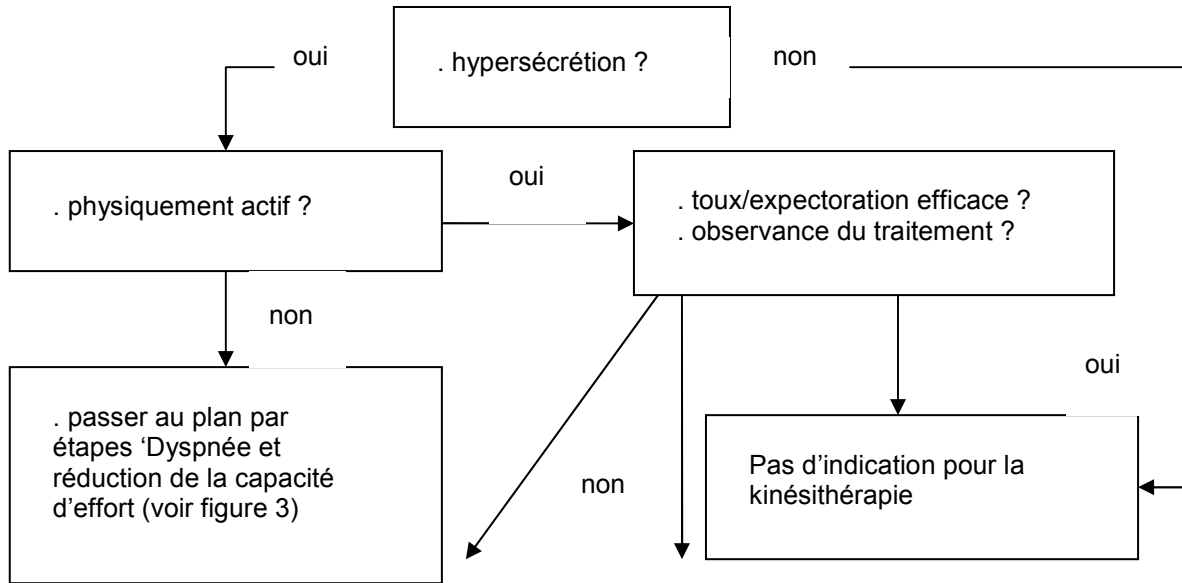 oui
. hypersécrétion ?
non
. physiquement actif ?
oui
. toux/expectoration efficace ?
. observance du traitement ?
non
oui
. passer au plan par
étapes ‘Dyspnée et
réduction de la capacité
d’effort (voir figure 3)
non
Pas d’indication pour la
kinésithérapie